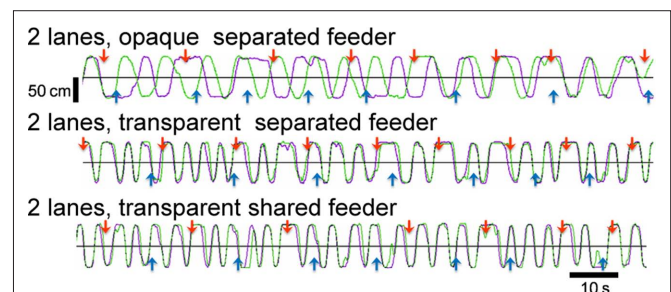 2 lanes, opaque separated feeder
50 cm
2 lanes, transparent separated feeder
2 lanes, transparent shared feeder
10 s